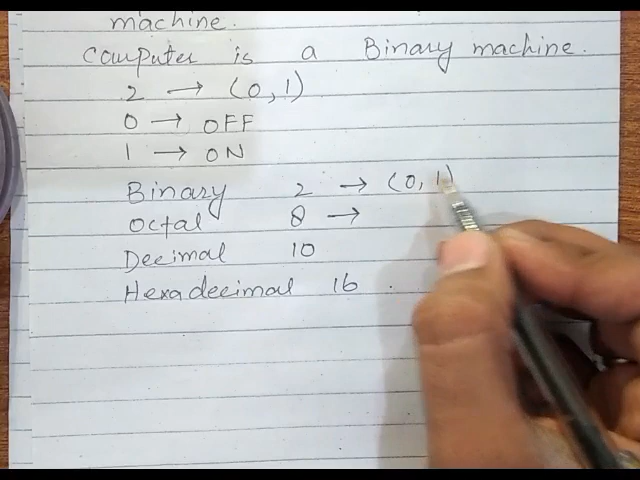 machine.
Computer is a Binary machine.
2 → (0,1)
0 → OFF
1 → ON
Binary 2 → (0,1)
Octal 8 →
Decimal 10
Hexadecimal 16 .